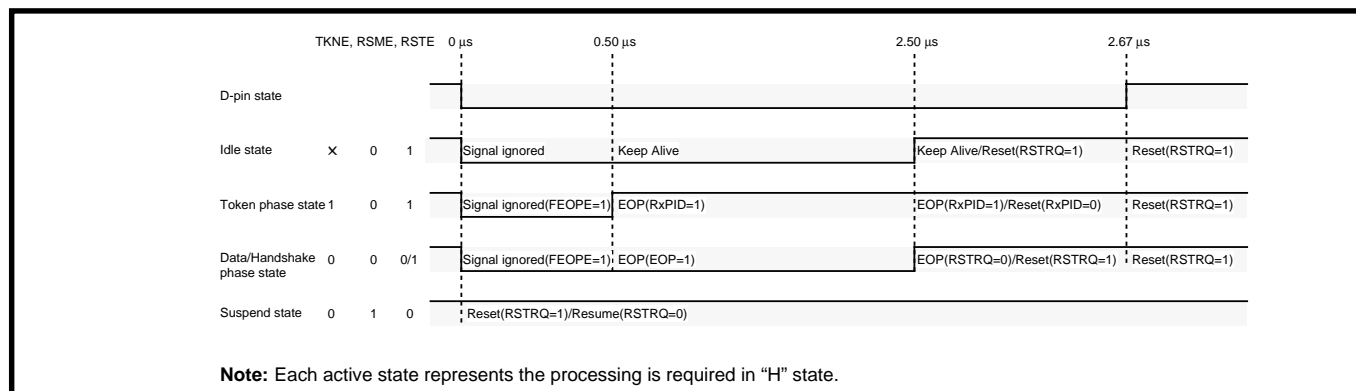 TKNE, RSME, RSTE 0 μs 0.50 μs 2.50 μs 2.67 μs
D-pin state
Idle state × 0 1 Signal ignored Keep Alive Keep Alive/Reset(RSTRQ=1) Reset(RSTRQ=1)
Token phase state 1 0 1 Signal ignored(FEOPE=1) EOP(RxPID=1) EOP(RxPID=1)/Reset(RxPID=0) Reset(RSTRQ=1)
Data/Handshake
phase state 0 0 0/1 Signal ignored(FEOPE=1) EOP(EOP=1) EOP(RSTRQ=0)/Reset(RSTRQ=1) Reset(RSTRQ=1)
Suspend state 0 1 0 Reset(RSTRQ=1)/Resume(RSTRQ=0)
Note: Each active state represents the processing is required in “H” state.